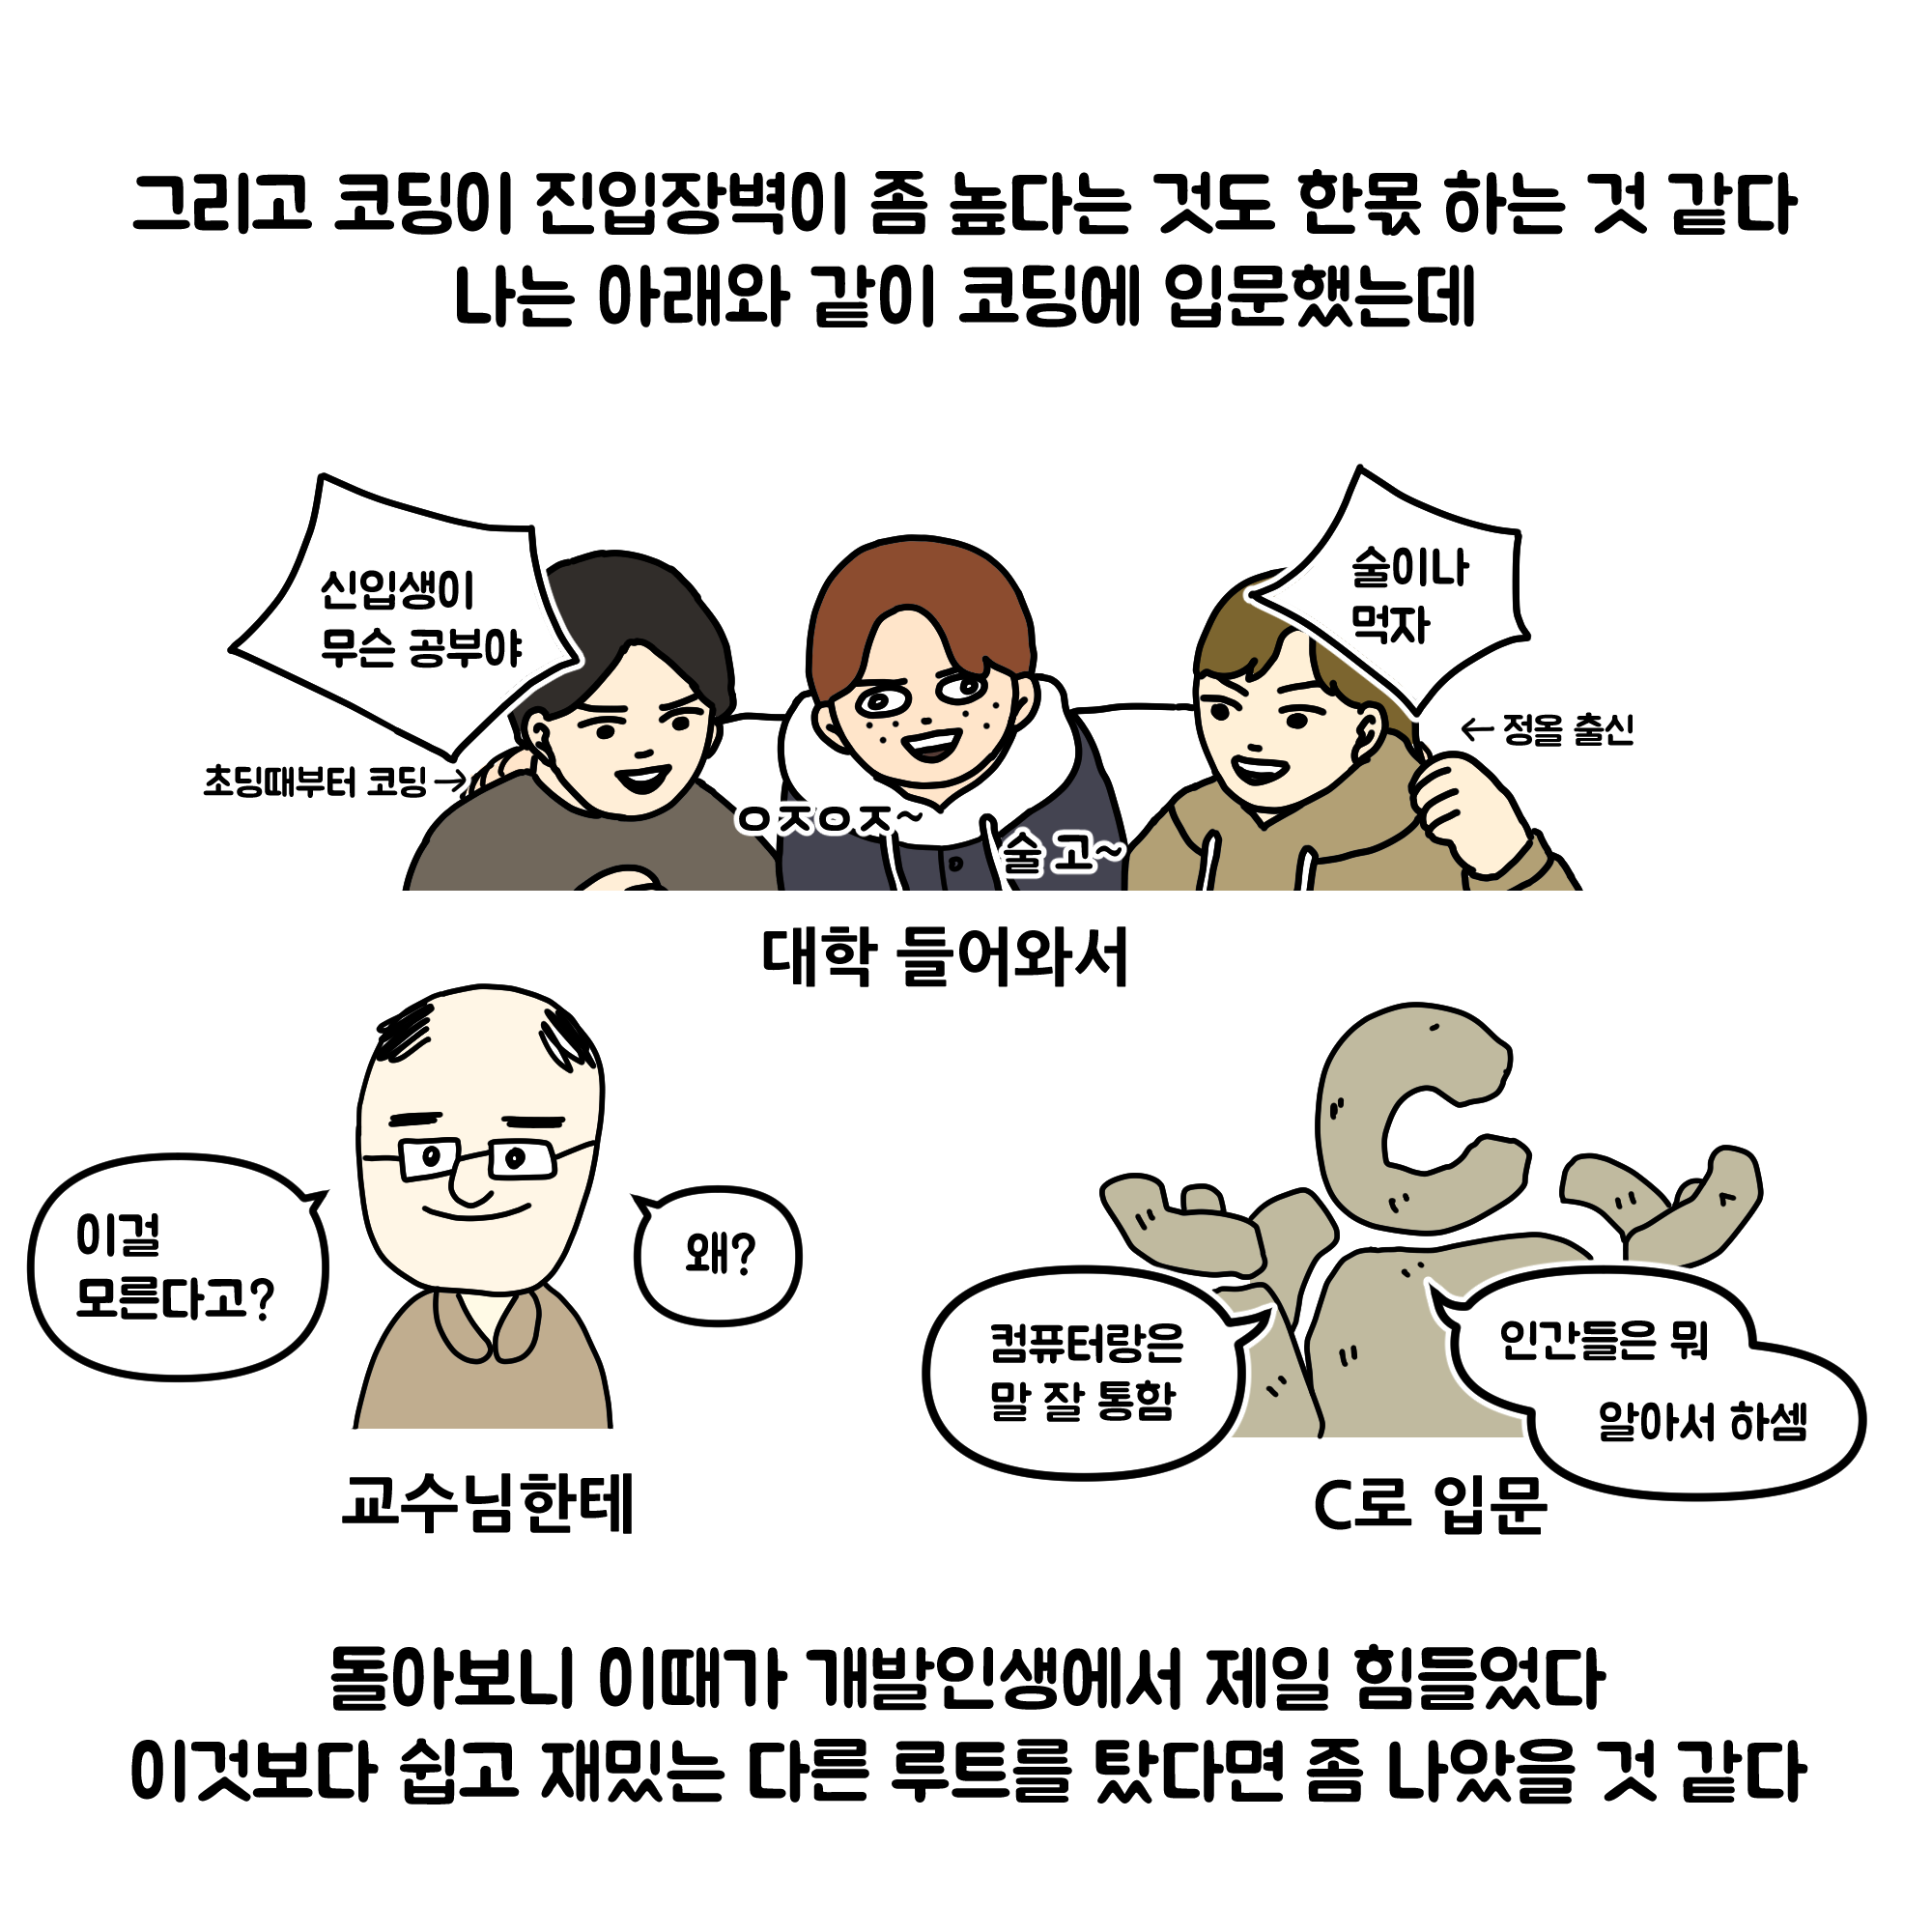 그리고 코딩이 진입장벽이 좀 높다는 것도 한몫 하는 것 같다
나는 아래와 같이 코딩에 입문했는데
신입생이
무슨 공부야
술이나
먹자
초딩때부터 코딩→
← 정올 출신
ㅇㅈㅇㅈ~
술 고~
대학 들어와서
이걸
모른다고?
왜?
교수님한테
C
컴퓨터랑은
말 잘 통함
인간들은 뭐
알아서 하셈
C로 입문
돌아보니 이때가 개발인생에서 제일 힘들었다
이것보다 쉽고 재밌는 다른 루트를 탔다면 좀 나았을 것 같다